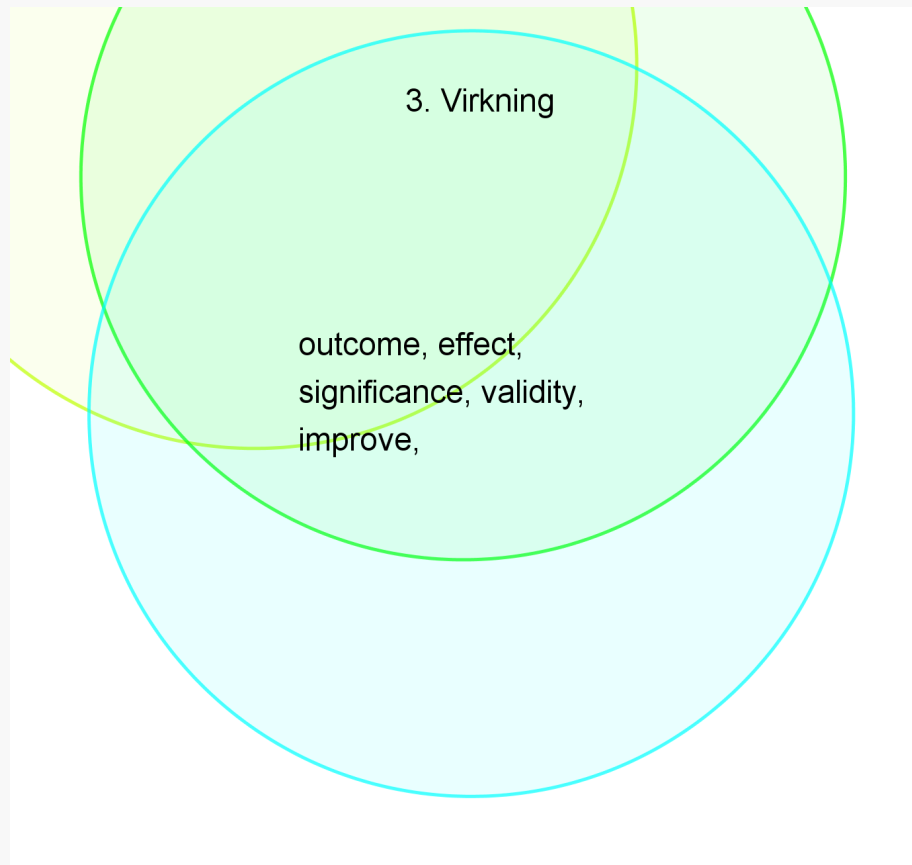 3. Virkning
outcome, effect,
significance, validity,
improve,